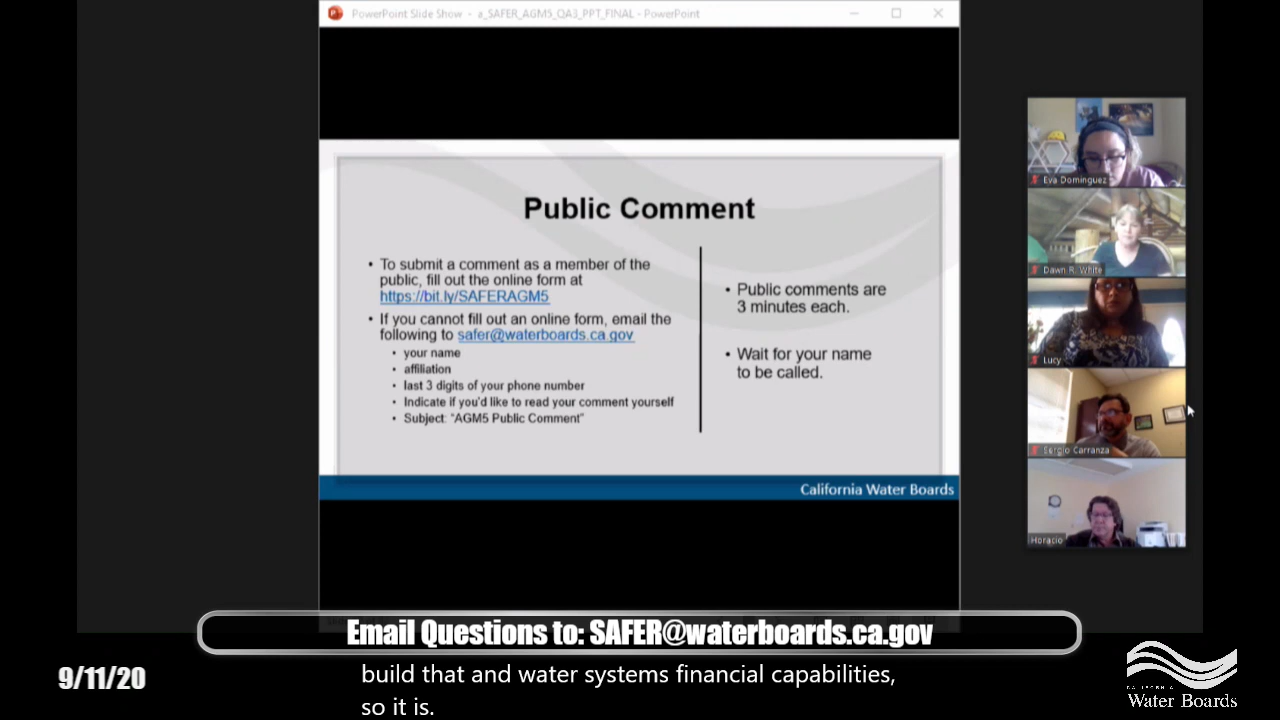 PowerPoint Slide Show - a_SAFER_AGM5_QA3_PPT_FINAL - PowerPoint
Public Comment
• To submit a comment as a member of the
public, fill out the online form at
https://bit.ly/SAFERAGM5
• If you cannot fill out an online form, email the
following to safer@waterboards.ca.gov
• your name
• affiliation
• last 3 digits of your phone number
• Indicate if you'd like to read your comment yourself
• Subject: "AGM5 Public Comment"
• Public comments are
3 minutes each.
• Wait for your name
to be called.
California Water Boards
Eva Dominguez
Dawn R. White
Lucy
Sergio Carranza
Horacio
Email Questions to: SAFER@waterboards.ca.gov
9/11/20
build that and water systems financial capabilities,
so it is.
CALIFORNIA
Water Boards